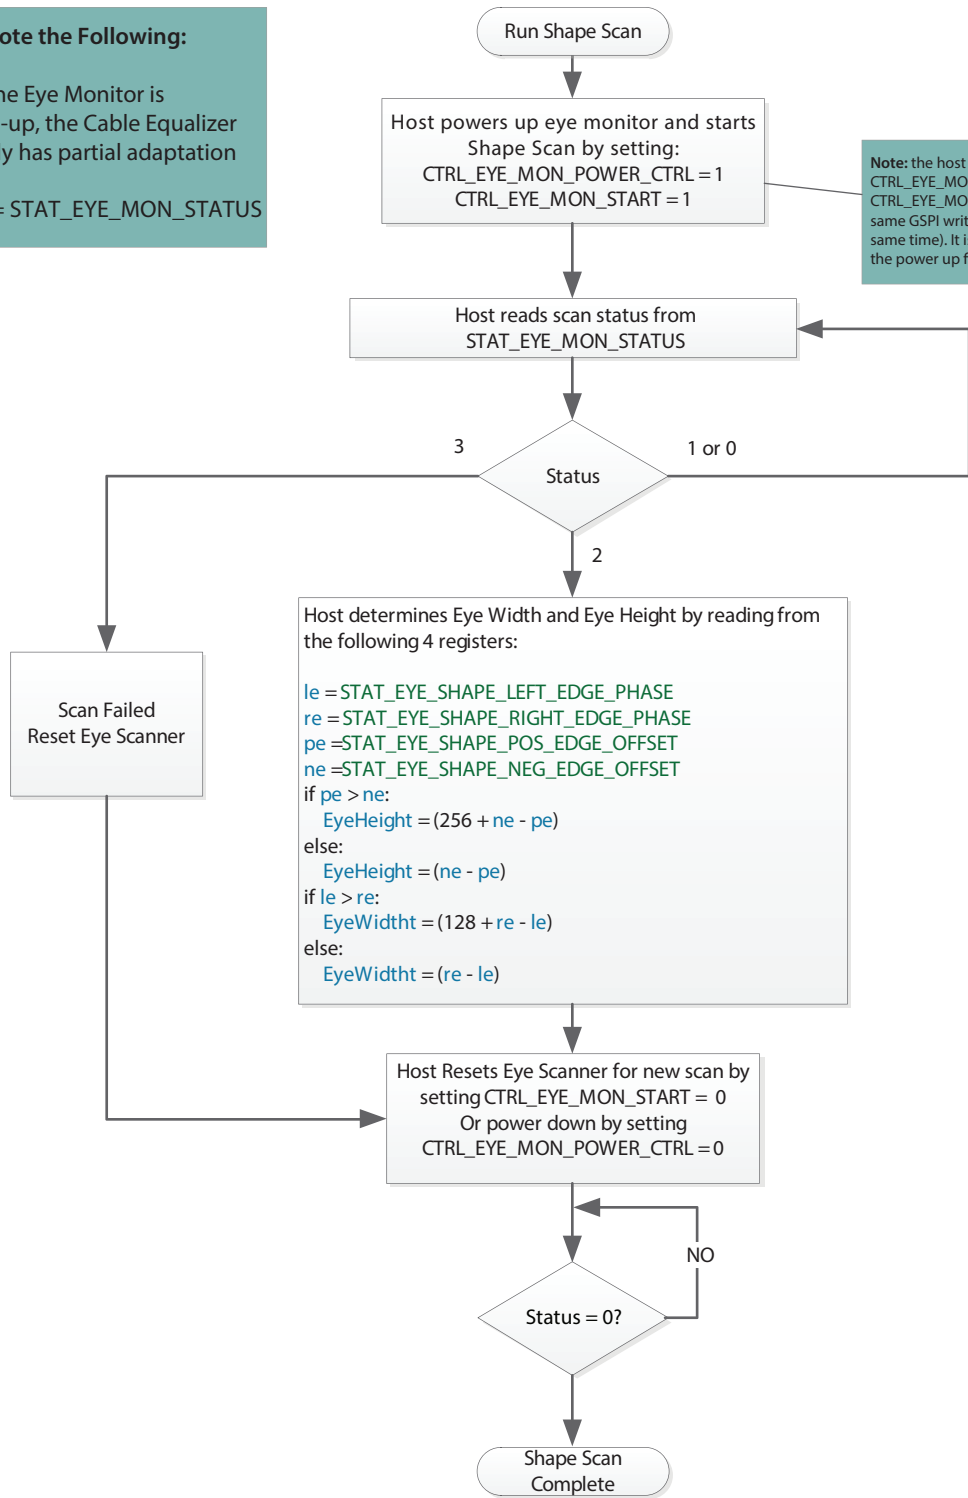 ote the Following:
ne Eye Monitor is
-up, the Cable Equalizer
ly has partial adaptation
= STAT_EYE_MON_STATUS
Run Shape Scan
Host powers up eye monitor and starts
Shape Scan by setting:
CTRL_EYE_MON_POWER_CTRL = 1
CTRL_EYE_MON_START = 1
Note: the host
CTRL_EYE_MO
CTRL_EYE_MO
same GSPI writ
same time). It is
the power up f
Host reads scan status from
STAT_EYE_MON_STATUS
3
1 or 0
Status
2
Host determines Eye Width and Eye Height by reading from
the following 4 registers:
le = STAT_EYE_SHAPE_LEFT_EDGE_PHASE
re = STAT_EYE_SHAPE_RIGHT_EDGE_PHASE
pe =STAT_EYE_SHAPE_POS_EDGE_OFFSET
ne =STAT_EYE_SHAPE_NEG_EDGE_OFFSET
if pe > ne:
EyeHeight = (256 + ne - pe)
else:
EyeHeight = (ne - pe)
if le > re:
EyeWidtht = (128 + re - le)
else:
EyeWidtht = (re - le)
Scan Failed
Reset Eye Scanner
Host Resets Eye Scanner for new scan by
setting CTRL_EYE_MON_START = 0
Or power down by setting
CTRL_EYE_MON_POWER_CTRL = 0
NO
Status = 0?
Shape Scan
Complete